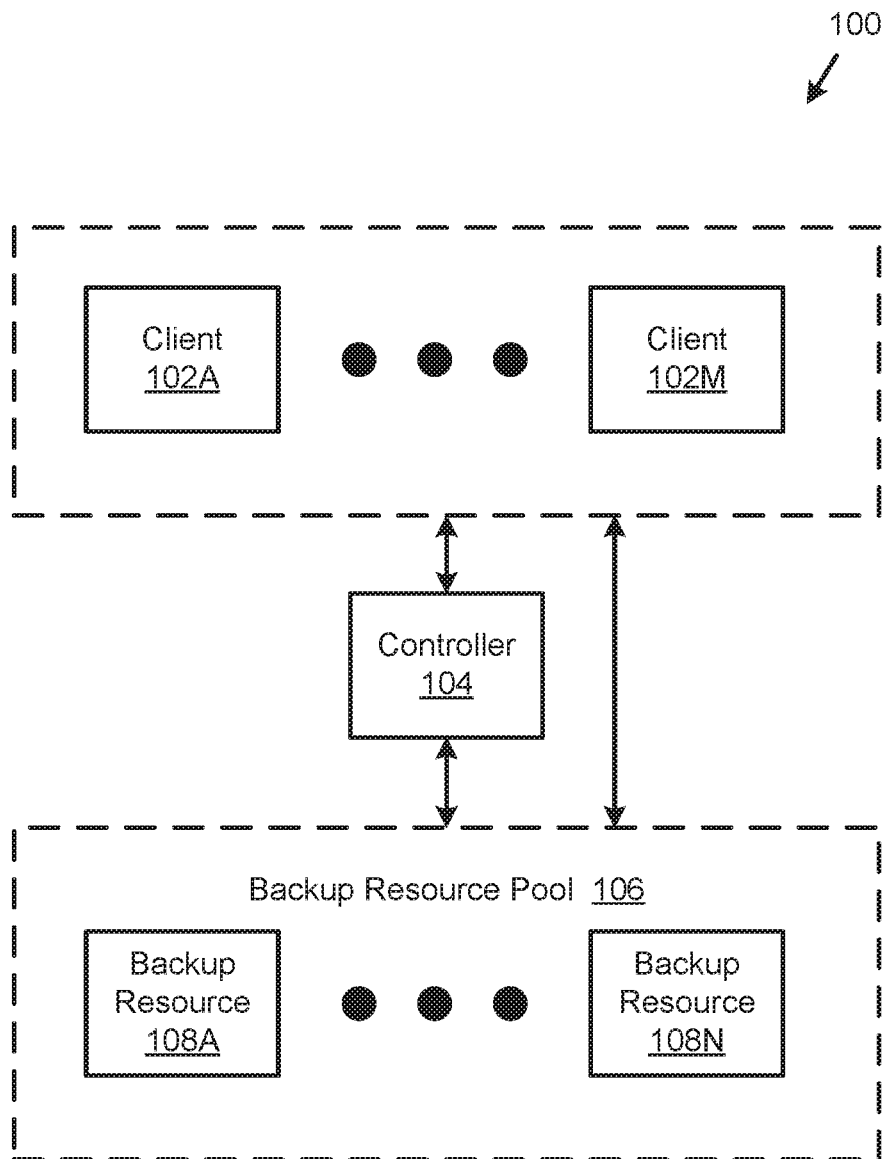 100
Client
102A
Client
102M
Controller
104
Backup Resource Pool 106
Backup
Resource
108A
Backup
Resource
108N